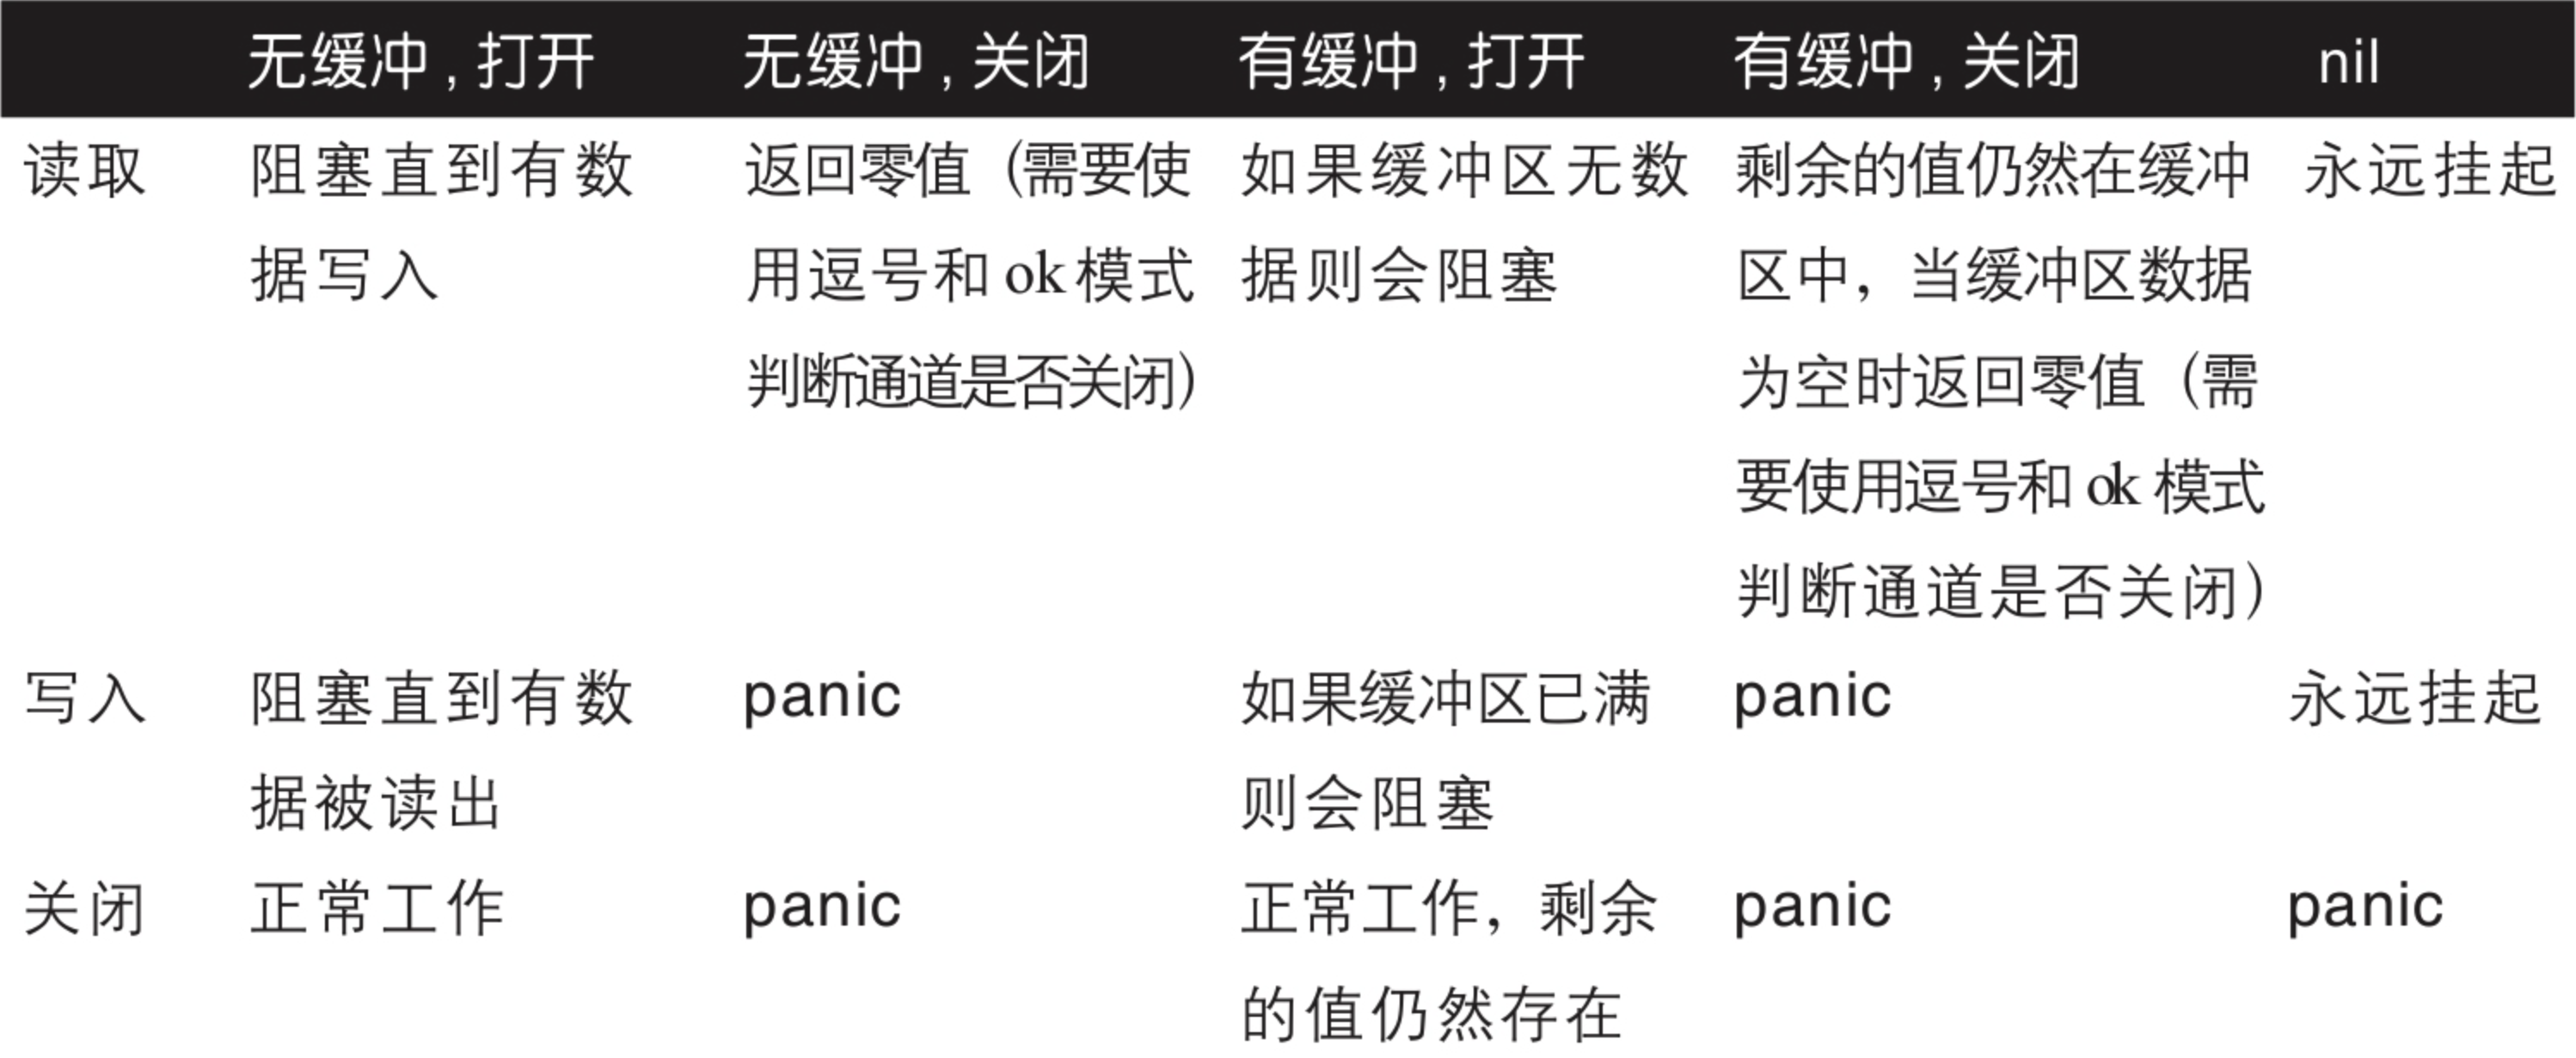 无缓冲，打开 无缓冲，关闭 有缓冲，打开 有缓冲，关闭 nil
读取 阻塞直到有数 返回零值（需要使 如果缓冲区无数 剩余的值仍然在缓冲 永远挂起
据写入 用逗号和 ok 模式 据则会阻塞 区中，当缓冲区数据
判断通道是否关闭） 为空时返回零值（需
要使用逗号和 ok 模式
判断通道是否关闭）
写入 阻塞直到有数 panic 如果缓冲区已满 panic 永远挂起
据被读出 则会阻塞
关闭 正常工作 panic 正常工作，剩余 panic panic
的值仍然存在